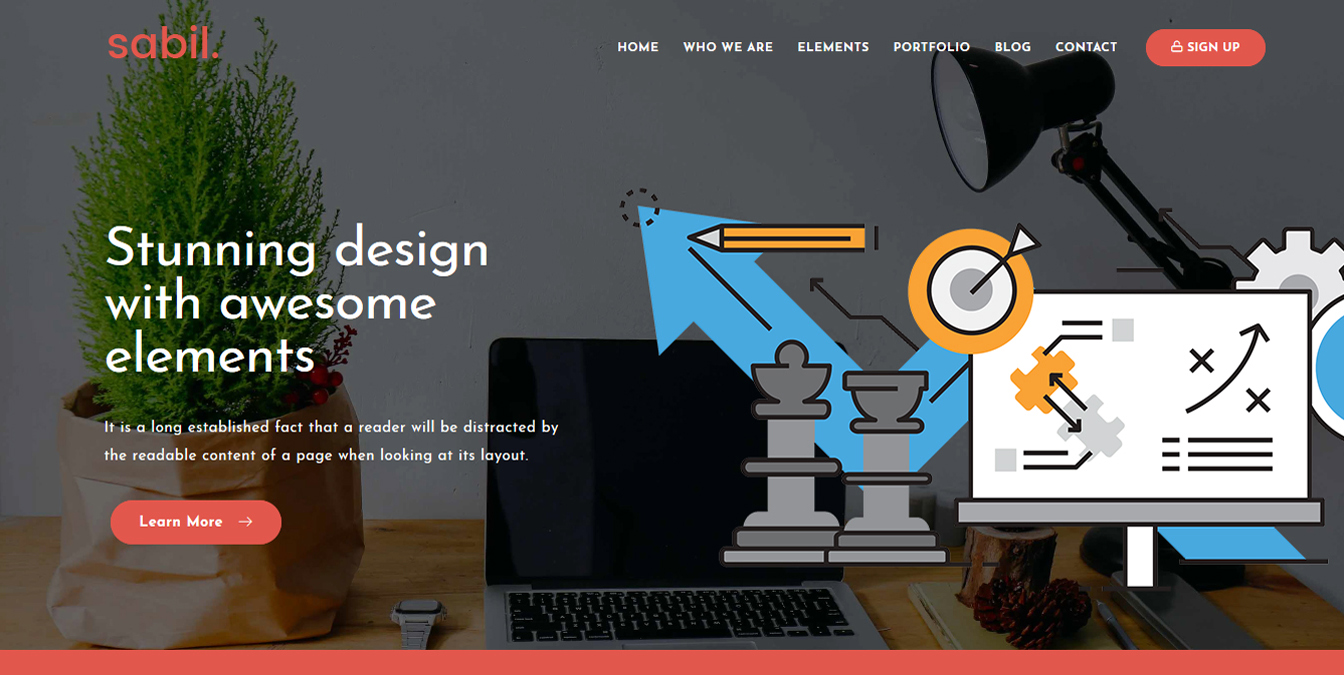 sabil.
HOME WHO WE ARE ELEMENTS PORTFOLIO BLOG CONTACT SIGN UP
Stunning design
with awesome
elements
It is a long established fact that a reader will be distracted by
the readable content of a page when looking at its layout.
Learn More